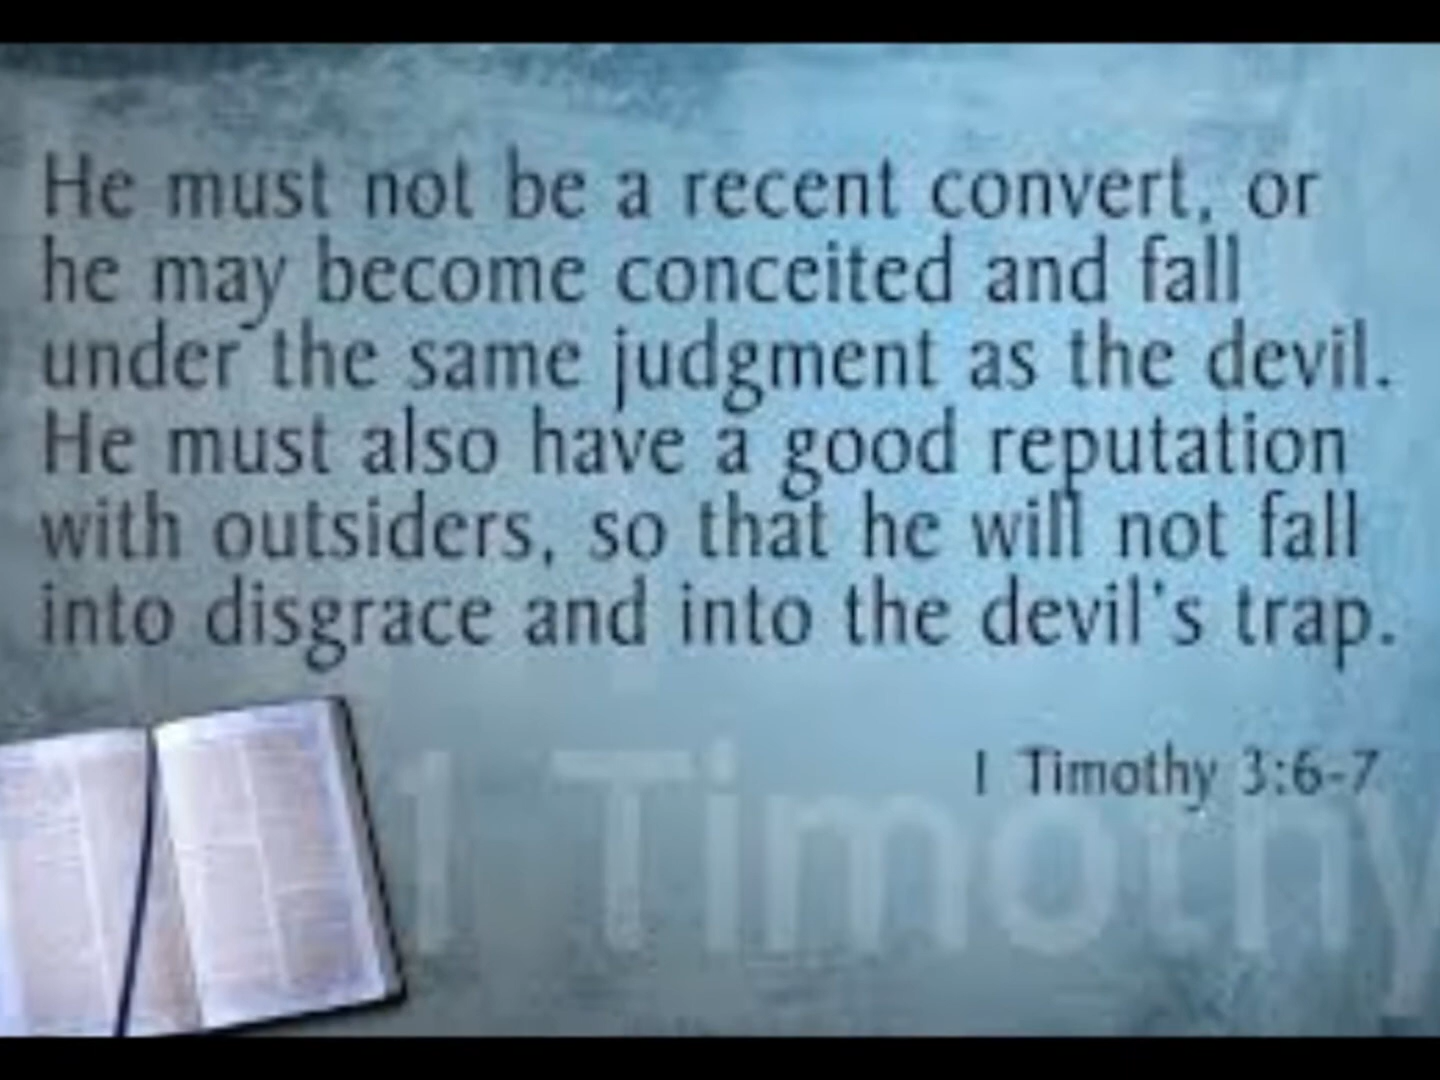 He must not be a recent convert, or
he may become conceited and fall
under the same judgment as the devil.
He must also have a good reputation
with outsiders, so that he will not fall
into disgrace and into the devil's trap.
I Timothy 3:6-7
1 Timothy